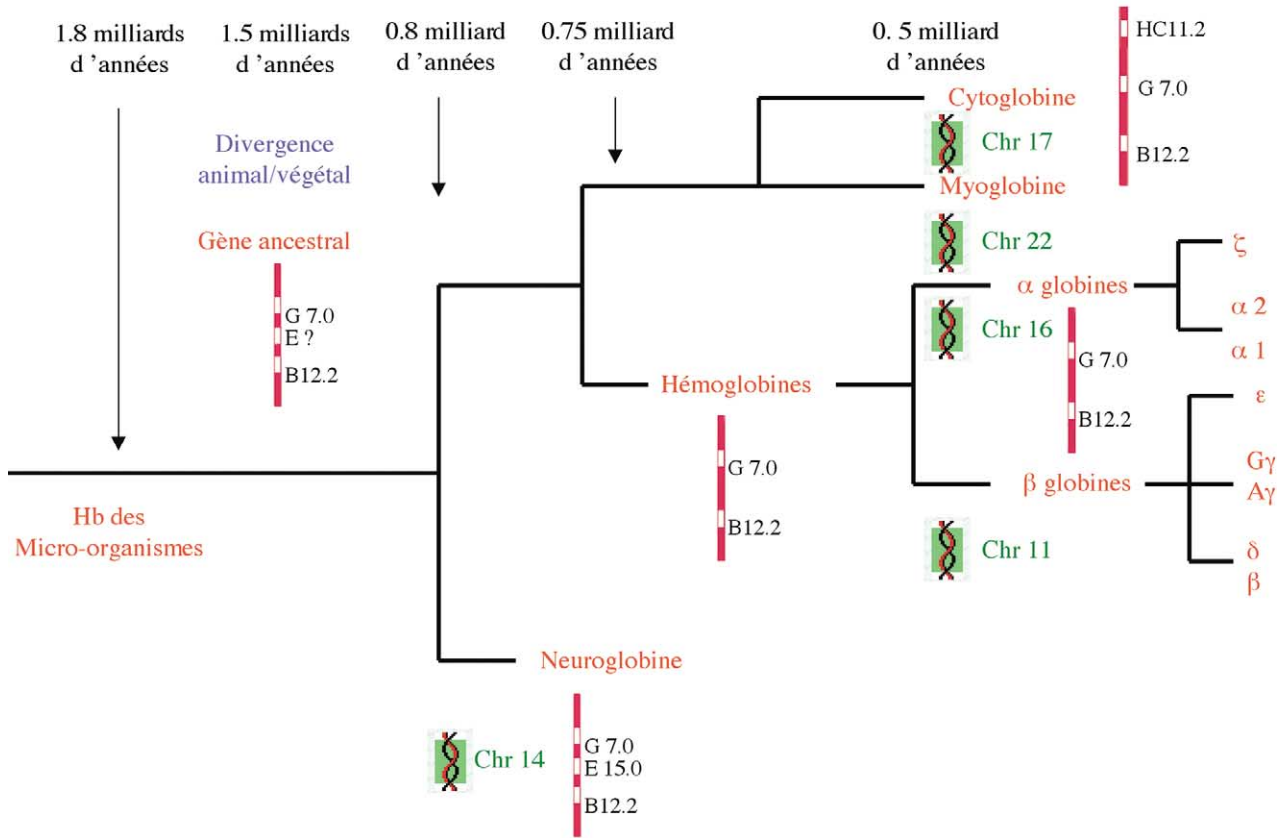 1.8 milliards
d ’années
1.5 milliards
d ’années
0.8 milliard
d ’années
0.75 milliard
d ’années
0. 5 milliard
d ’années
HC11.2
G 7.0
B12.2
Cytoglobine
Chr 17
Myoglobine
Chr 22
Divergence
animal/végétal
Gène ancestral
G 7.0
E ?
B12.2
α globines
ζ
α 2
α 1
Chr 16
G 7.0
B12.2
Hémoglobines
G 7.0
B12.2
ε
Gγ
Aγ
δ
β
β globines
Chr 11
Hb des
Micro-organismes
Neuroglobine
Chr 14
G 7.0
E 15.0
B12.2